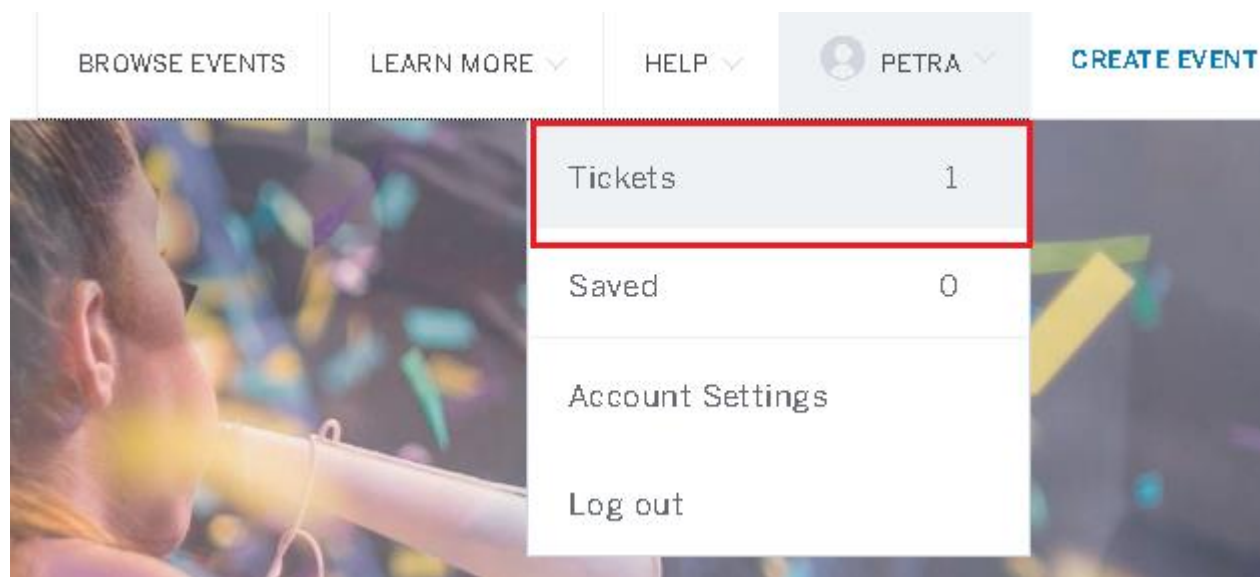 BROWSE EVENTS LEARN MORE HELP PETRA CREATE EVENT
Tickets 1
Saved 0
Account Settings
Log out